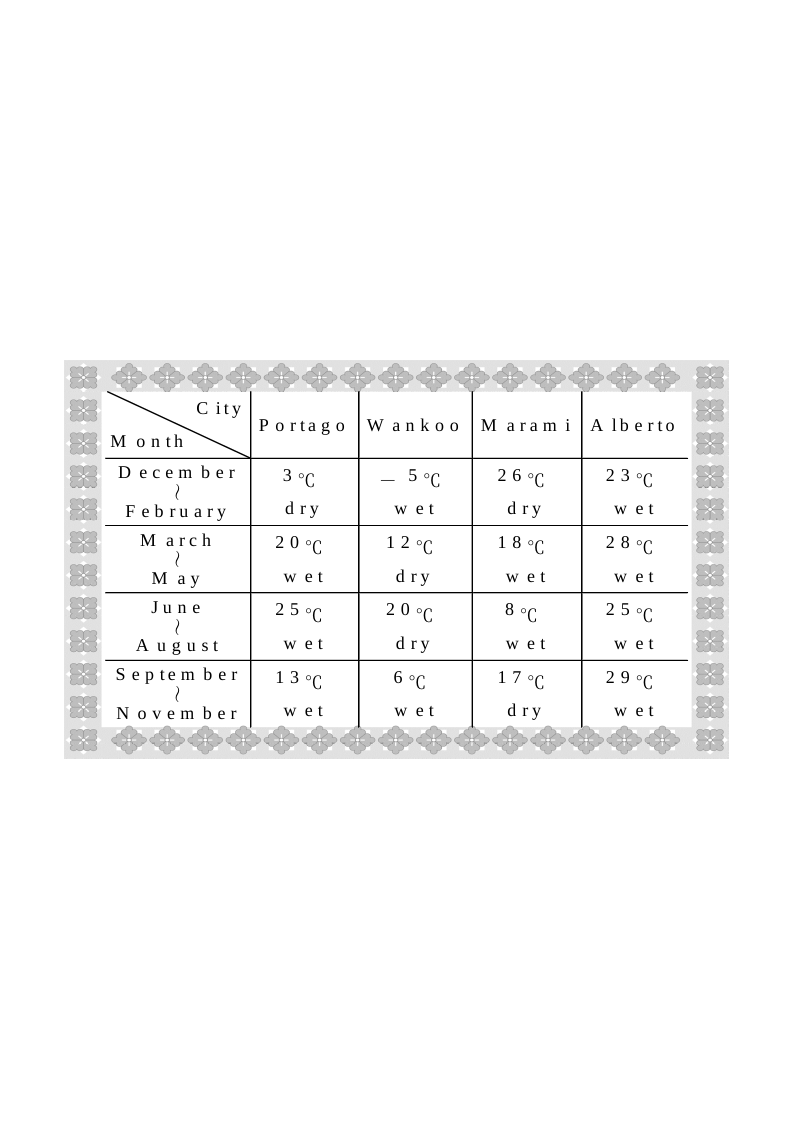 City
Month
Portago Wankoo Marami Alberto
December
~
February
3℃ — 5℃ 26℃ 23℃
dry wet dry wet
March
~
May
20℃ 12℃ 18℃ 28℃
wet dry wet wet
June
~
August
25℃ 20℃ 8℃ 25℃
wet dry wet wet
September
~
November
13℃ 6℃ 17℃ 29℃
wet wet dry wet